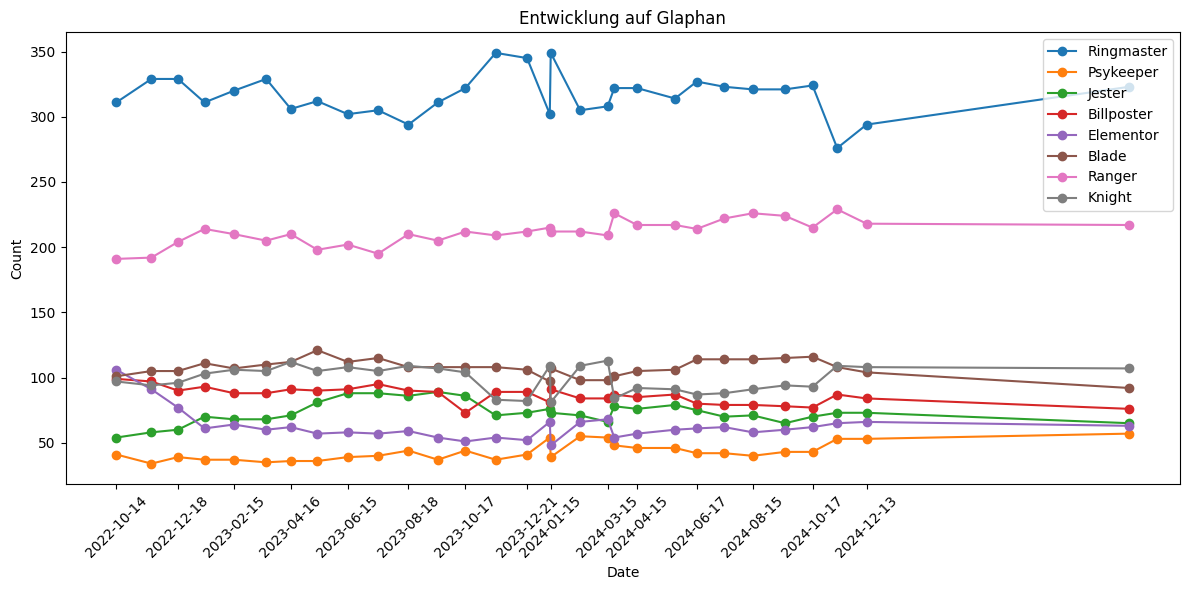 Entwicklung auf Glaphan
350
300
250
200
150
100
50
Count
Ringmaster
Psykeeper
Jester
Billposter
Elementor
Blade
Ranger
Knight
2022-10-14
2022-12-18
2023-02-15
2023-04-16
2023-06-15
2023-08-18
2023-10-17
2023-12-21
2024-01-15
2024-03-15
2024-04-15
2024-06-17
2024-08-15
2024-10-17
2024-12-13
Date